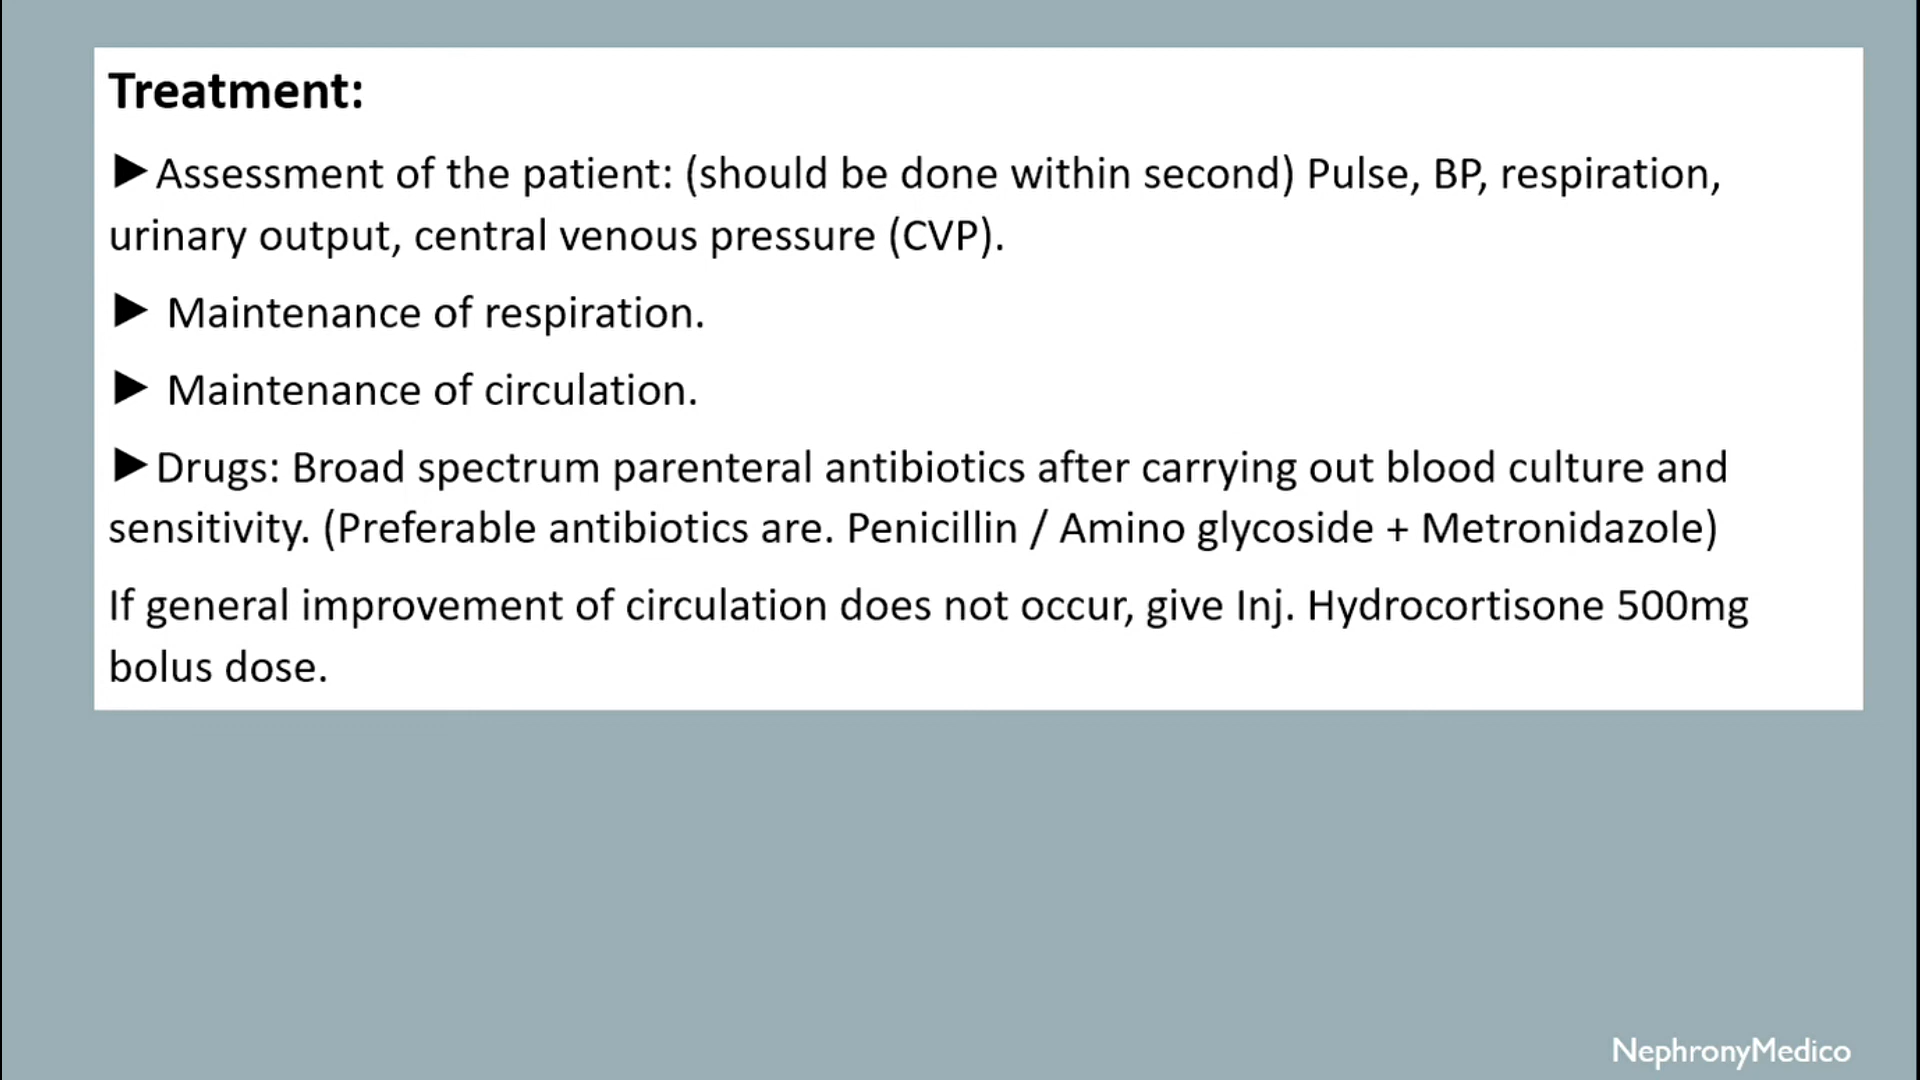 Treatment:
►Assessment of the patient: (should be done within second) Pulse, BP, respiration,
urinary output, central venous pressure (CVP).
► Maintenance of respiration.
► Maintenance of circulation.
►Drugs: Broad spectrum parenteral antibiotics after carrying out blood culture and
sensitivity. (Preferable antibiotics are. Penicillin / Amino glycoside + Metronidazole)
If general improvement of circulation does not occur, give Inj. Hydrocortisone 500mg
bolus dose.
NephronyMedico